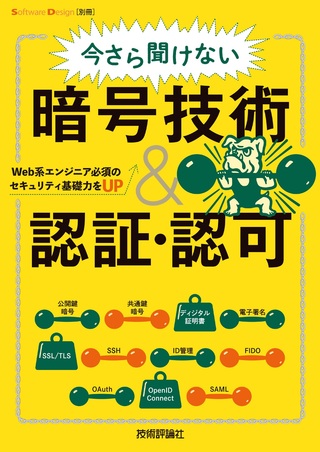 Software Design [別冊]
今さら聞けない
暗号技術
&
Web系エンジニア必須の
セキュリティ基礎力をUP
認証・認可
公開鍵
暗号
共通鍵
暗号
ディジタル
証明書
電子署名
SSL/TLS
SSH
ID管理
FIDO
OAuth
OpenID
Connect
SAML
技術評論社